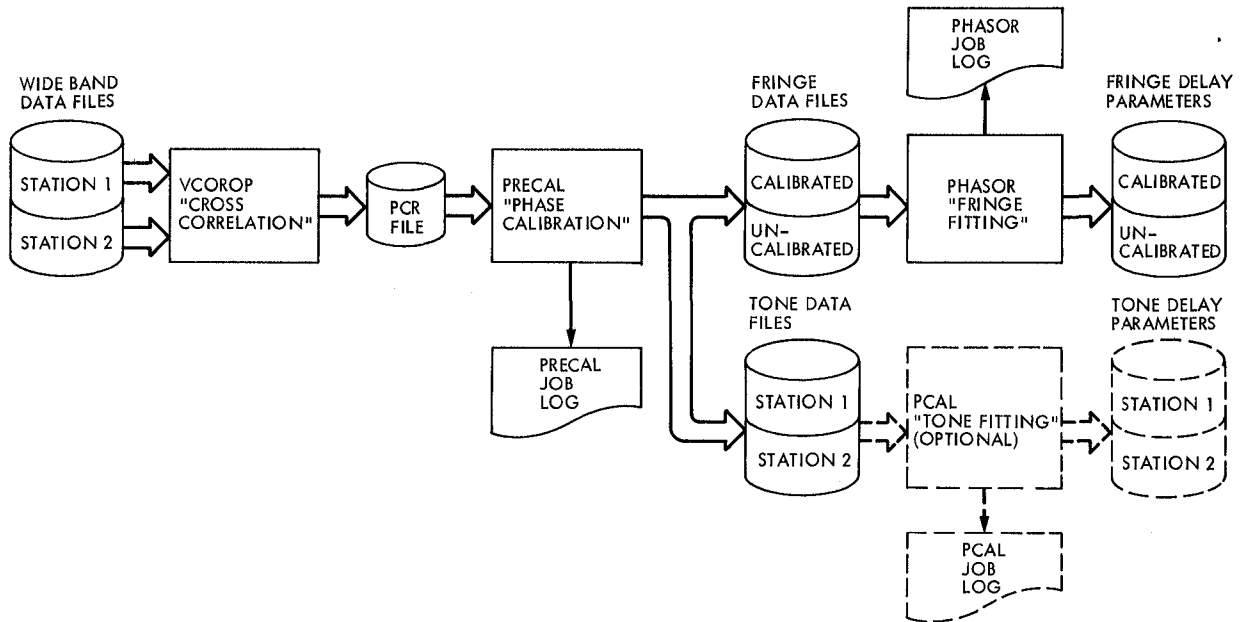 WIDE BAND
DATA FILES
STATION 1
STATION 2
VCOROP
"CROSS
CORRELATION"
PCR
FILE
PRECAL
"PHASE
CALIBRATION"
PRECAL
JOB
LOG
FRINGE
DATA FILES
CALIBRATED
UN-
CALIBRATED
PHASOR
JOB
LOG
PHASOR
"FRINGE
FITTING"
FRINGE DELAY
PARAMETERS
CALIBRATED
UN-
CALIBRATED
TONE DATA
FILES
STATION 1
STATION 2
PCAL
"TONE FITTING"
(OPTIONAL)
PCAL
JOB
LOG
TONE DELAY
PARAMETERS
STATION 1
STATION 2